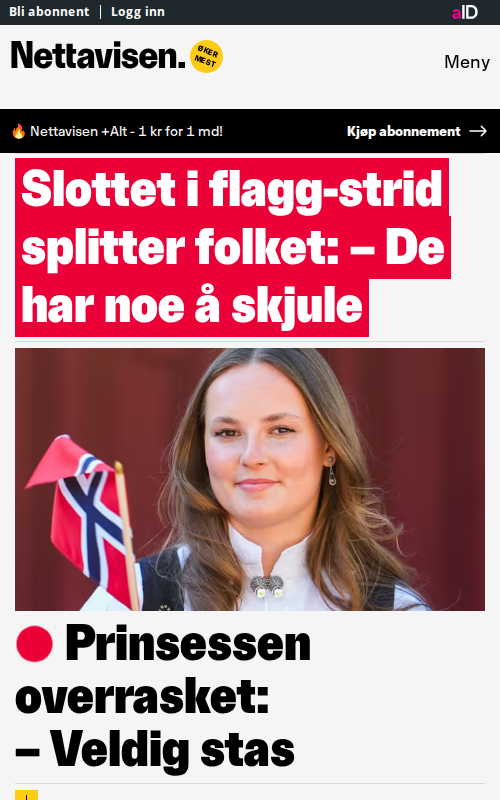 Bli abonnent | Logg inn
aID
Nettavisen.
ØKER
MEST
Meny
🔥 Nettavisen +Alt - 1 kr for 1 md!
Kjøp abonnement →
Slottet i flagg-strid
splitter folket: – De
har noe å skjule
Prinsessen
overrasket:
– Veldig stas